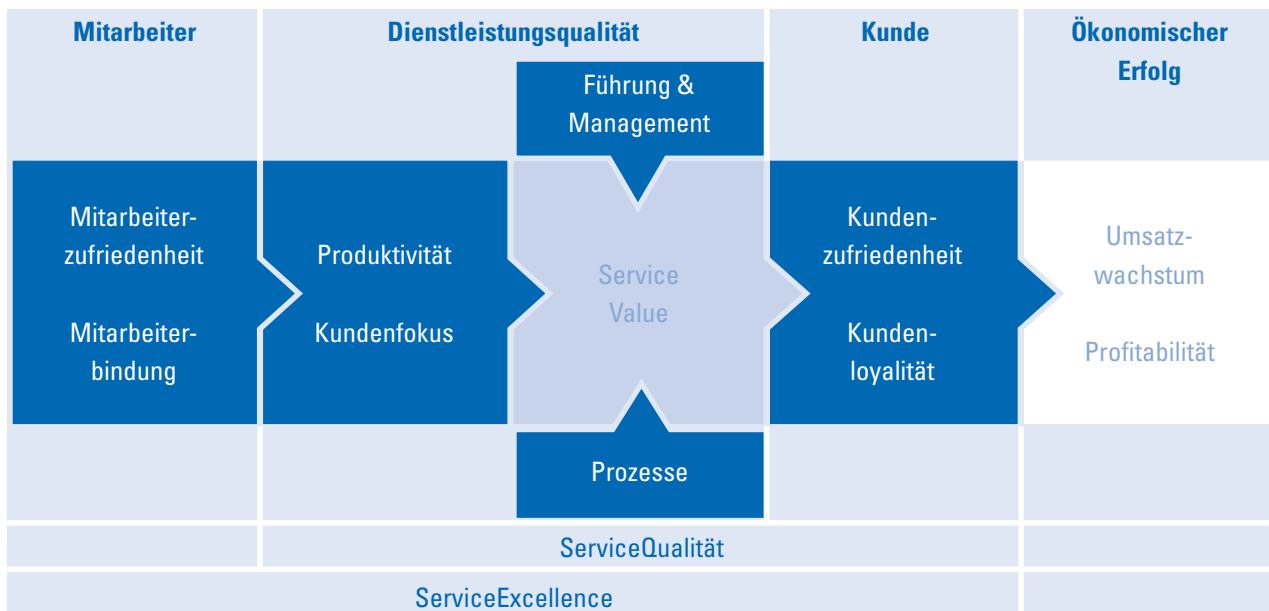 Mitarbeiter
Dienstleistungsqualität
Kunde
Ökonomischer
Erfolg
Führung &
Management
Mitarbeiter-
zufriedenheit
Mitarbeiter-
bindung
Produktivität
Kundenfokus
Service
Value
Kunden-
zufriedenheit
Kunden-
loyalität
Umsatz-
wachstum
Profitabilität
Prozesse
ServiceQualität
ServiceExcellence